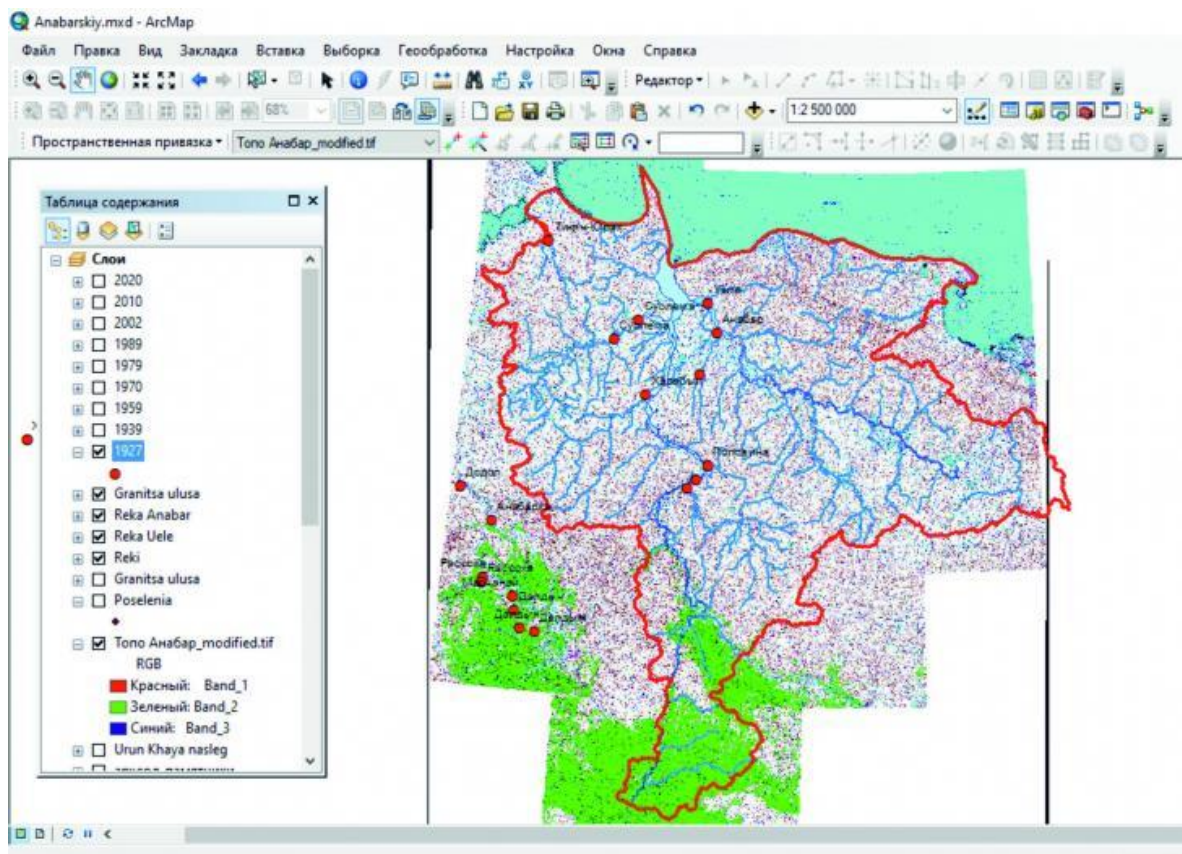 Anabarskiy.mxd - ArcMap
Файл Правка Вид Закладка Вставка Выборка Геообработка Настройка Окна Справка
Редактор
68% 1:2 500 000
Пространственная привязка Топо Анабар_modified.tif
Таблица содержания
Слои
2020
2010
2002
1989
1979
1970
1959
1939
1927
Granitsa ulusa
Reka Anabar
Reka Uele
Reki
Granitsa ulusa
Poselenia
Топо Анабар_modified.tif
RGB
Красный: Band_1
Зеленый: Band_2
Синий: Band_3
Urun Khaya nasleg
Анабар
Половина